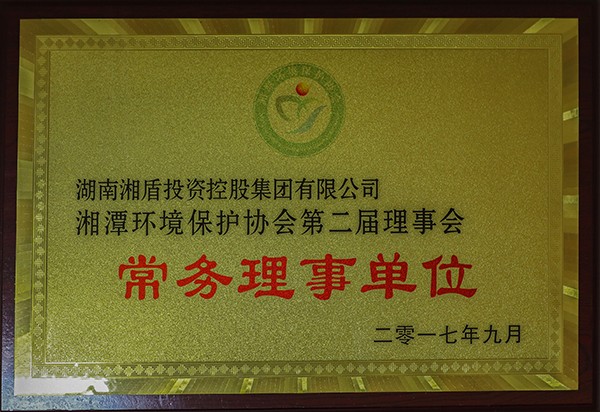 湖南湘盾投资控股集团有限公司
湘潭环境保护协会第二届理事会
常务理事单位
二零一七年九月